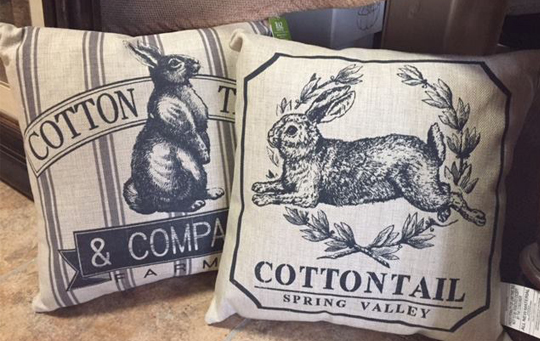 COTTON T
& COMPA
FARM
COTTONTAIL
SPRING VALLEY